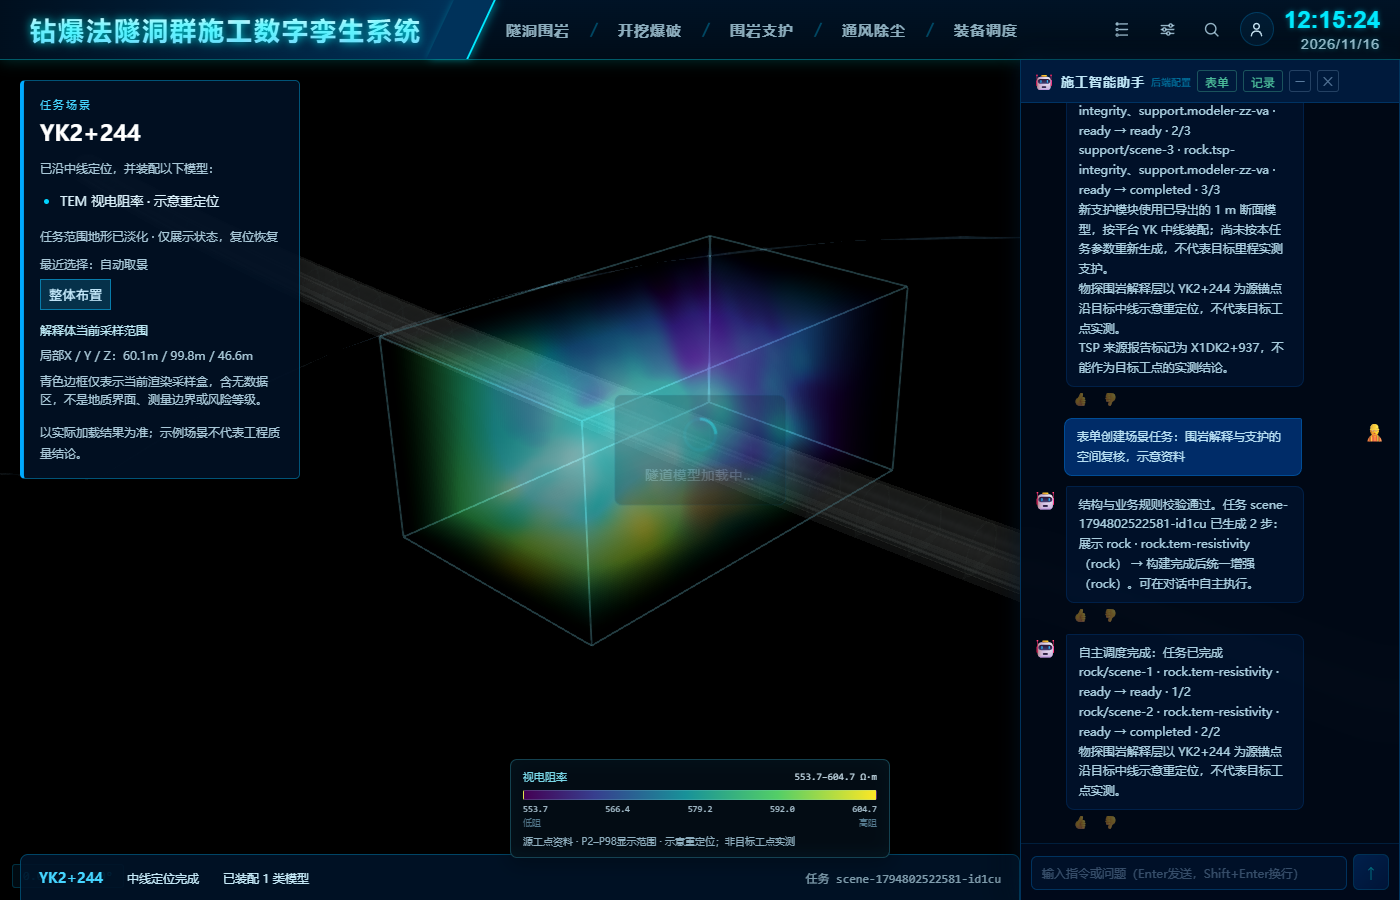 钻爆法隧洞群施工数字孪生系统
隧洞围岩 / 开挖爆破 / 围岩支护 / 通风除尘 / 装备调度
12:15:24
2026/11/16
任务场景
YK2+244
已沿中线定位，并装配以下模型：
• TEM 视电阻率 · 示意重定位
任务范围地形已淡化 · 仅展示状态，复位恢复
最近选择：自动取景
整体布置
解释体当前采样范围
局部X / Y / Z：60.1m / 99.8m / 46.6m
青色边框仅表示当前渲染采样盒，含无数据
区，不是地质界面、测量边界或风险等级。
以实际加载结果为准；示例场景不代表工程质
量结论。
隧道模型加载中...
视电阻率 553.7–604.7 Ω·m
553.7 566.4 579.2 592.0 604.7
低阻 高阻
源工点资料 · P2–P98显示范围 · 示意重定位；非目标工点实测
YK2+244 中线定位完成 已装配 1 类模型 任务 scene-1794802522581-id1cu
施工智能助手 后端配置 表单 记录
integrity、support.modeler-zz-va ·
ready → ready · 2/3
support/scene-3 · rock.tsp-
integrity、support.modeler-zz-va ·
ready → completed · 3/3
新支护模块使用已导出的 1 m 断面模
型，按平台 YK 中线装配；尚未按本任
务参数重新生成，不代表目标里程实测
支护。
物探围岩解释层以 YK2+244 为源锚点
沿目标中线示意重定位，不代表目标工
点实测。
TSP 来源报告标记为 X1DK2+937，不
能作为目标工点的实测结论。
表单创建场景任务：围岩解释与支护的
空间复核，示意资料
结构与业务规则校验通过。任务 scene-
1794802522581-id1cu 已生成 2 步：
展示 rock · rock.tem-resistivity
（rock） → 构建完成后统一增强
（rock）。可在对话中自主执行。
自主调度完成：任务已完成
rock/scene-1 · rock.tem-resistivity ·
ready → ready · 1/2
rock/scene-2 · rock.tem-resistivity ·
ready → completed · 2/2
物探围岩解释层以 YK2+244 为源锚点
沿目标中线示意重定位，不代表目标工
点实测。
输入指令或问题（Enter发送，Shift+Enter换行）